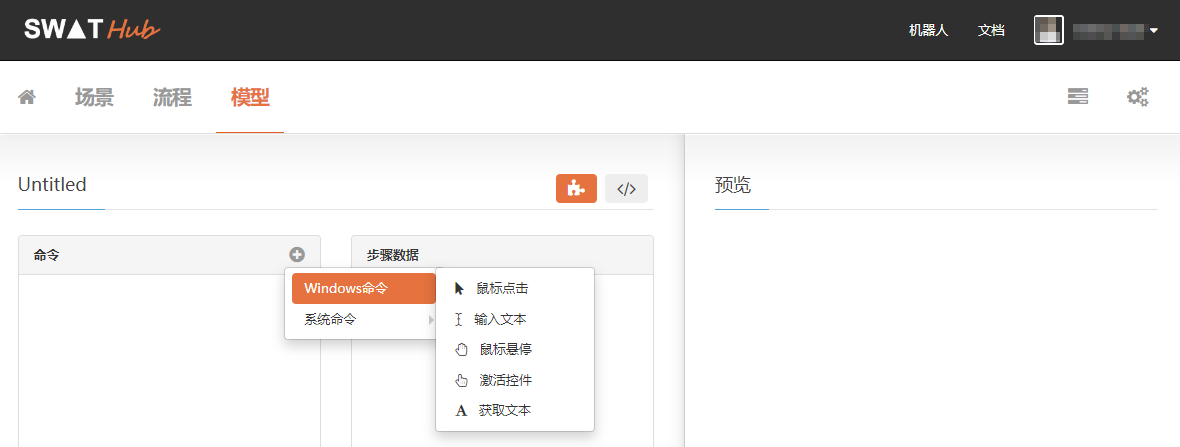 SWAT Hub
机器人 文档
场景 流程 模型
Untitled
</>
预览
命令
步骤数据
Windows命令
系统命令
鼠标点击
输入文本
鼠标悬停
激活控件
A 获取文本